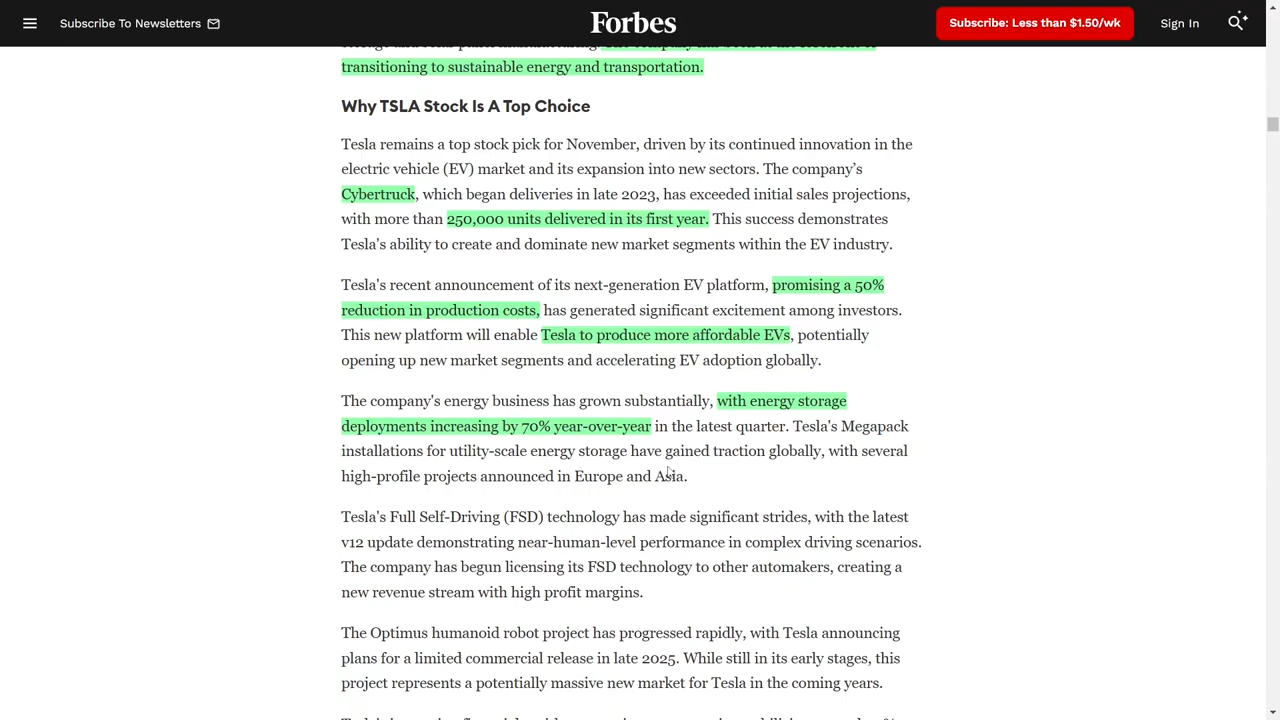 Subscribe To Newsletters
Forbes
Subscribe: Less than $1.50/wk
Sign In
transitioning to sustainable energy and transportation.
Why TSLA Stock Is A Top Choice
Tesla remains a top stock pick for November, driven by its continued innovation in the
electric vehicle (EV) market and its expansion into new sectors. The company's
Cybertruck, which began deliveries in late 2023, has exceeded initial sales projections,
with more than 250,000 units delivered in its first year. This success demonstrates
Tesla's ability to create and dominate new market segments within the EV industry.
Tesla's recent announcement of its next-generation EV platform, promising a 50%
reduction in production costs, has generated significant excitement among investors.
This new platform will enable Tesla to produce more affordable EVs, potentially
opening up new market segments and accelerating EV adoption globally.
The company's energy business has grown substantially, with energy storage
deployments increasing by 70% year-over-year in the latest quarter. Tesla's Megapack
installations for utility-scale energy storage have gained traction globally, with several
high-profile projects announced in Europe and Asia.
Tesla's Full Self-Driving (FSD) technology has made significant strides, with the latest
v12 update demonstrating near-human-level performance in complex driving scenarios.
The company has begun licensing its FSD technology to other automakers, creating a
new revenue stream with high profit margins.
The Optimus humanoid robot project has progressed rapidly, with Tesla announcing
plans for a limited commercial release in late 2025. While still in its early stages, this
project represents a potentially massive new market for Tesla in the coming years.